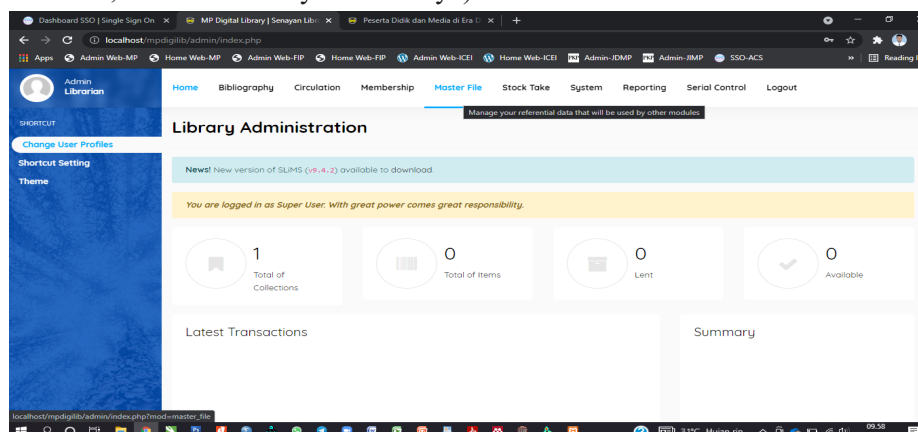 Dashboard SSO | Single Sign On
MP Digital Library | Senayan Libr
Peserta Didik dan Media di Era D
localhost/mpdigilib/admin/index.php
Apps
Admin Web-MP
Home Web-MP
Admin Web-FIP
Home Web-FIP
Admin Web-ICEI
Home Web-ICEI
Admin-JDMP
Admin-JIMP
SSO-ACS
Reading
Admin
Librarian
Home
Bibliography
Circulation
Membership
Master File
Stock Take
System
Reporting
Serial Control
Logout
Manage your referential data that will be used by other modules
SHORTCUT
Change User Profiles
Shortcut Setting
Theme
Library Administration
News! New version of SLiMS (v9.4.2) available to download.
You are logged in as Super User. With great power comes great responsibility.
1
Total of
Collections
0
Total of Items
0
Lent
0
Available
Latest Transactions
Summary
localhost/mpdigilib/admin/index.php?mod=master_file
31°C Hujan rin
09.58